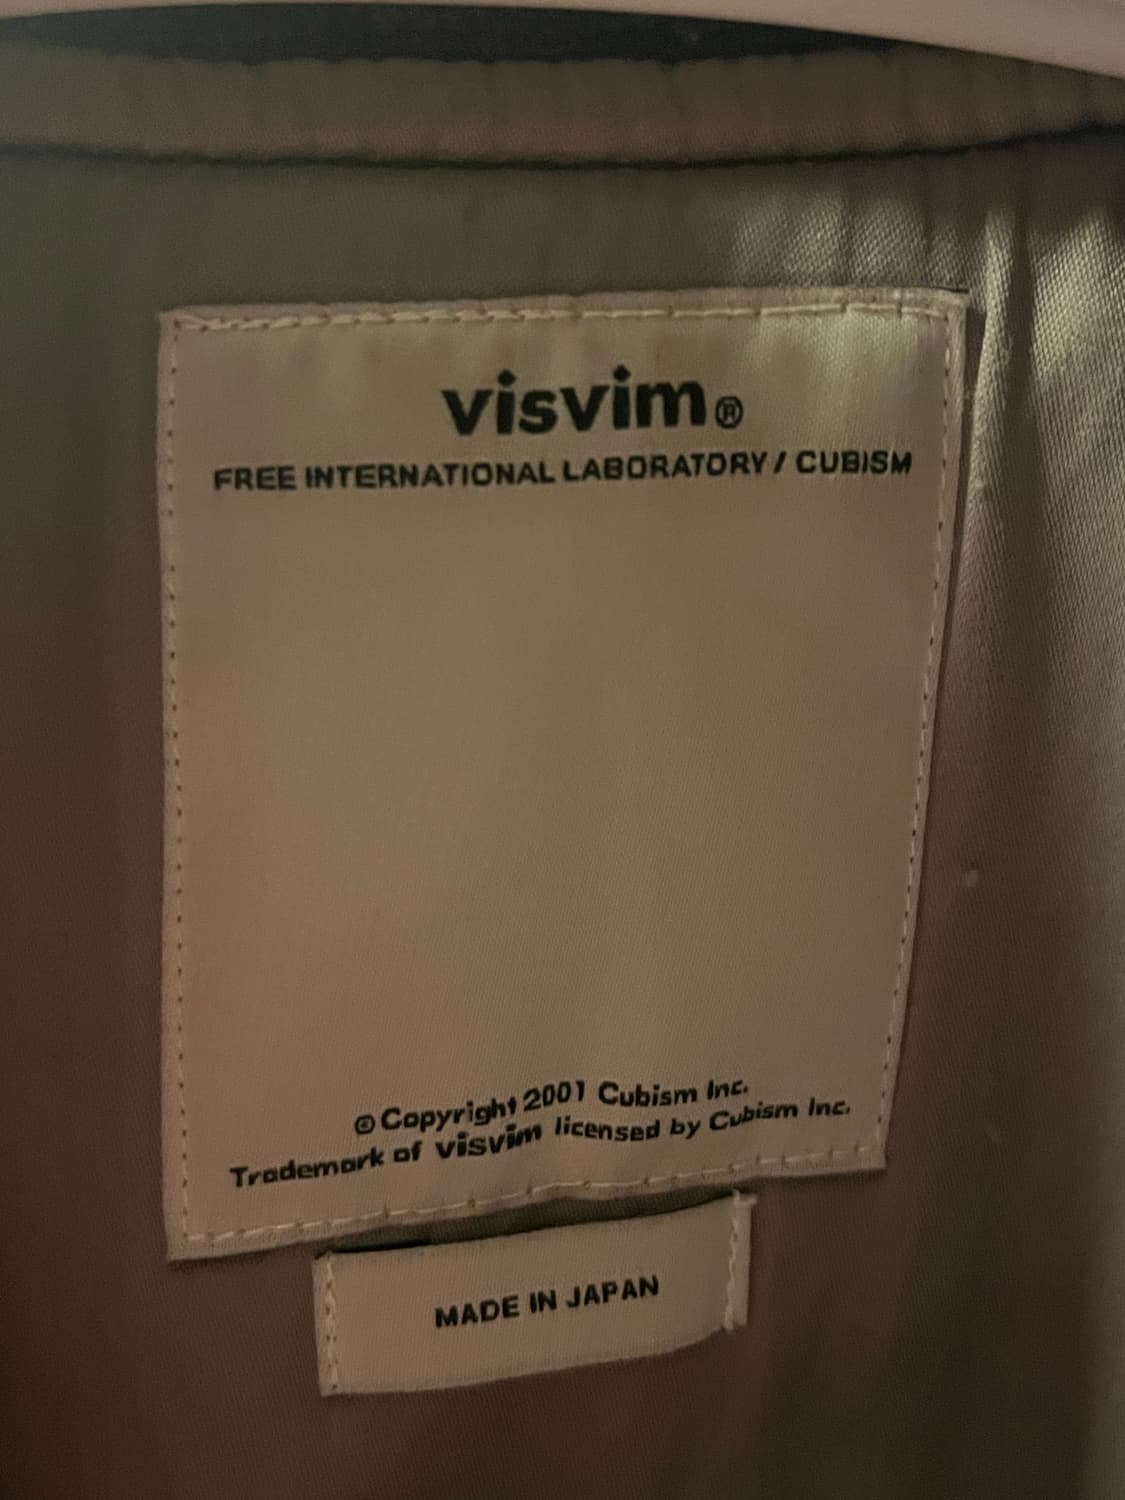 visvim®
FREE INTERNATIONAL LABORATORY / CUBISM
© Copyright 2001 Cubism Inc.
Trademark of visvim licensed by Cubism Inc.
MADE IN JAPAN